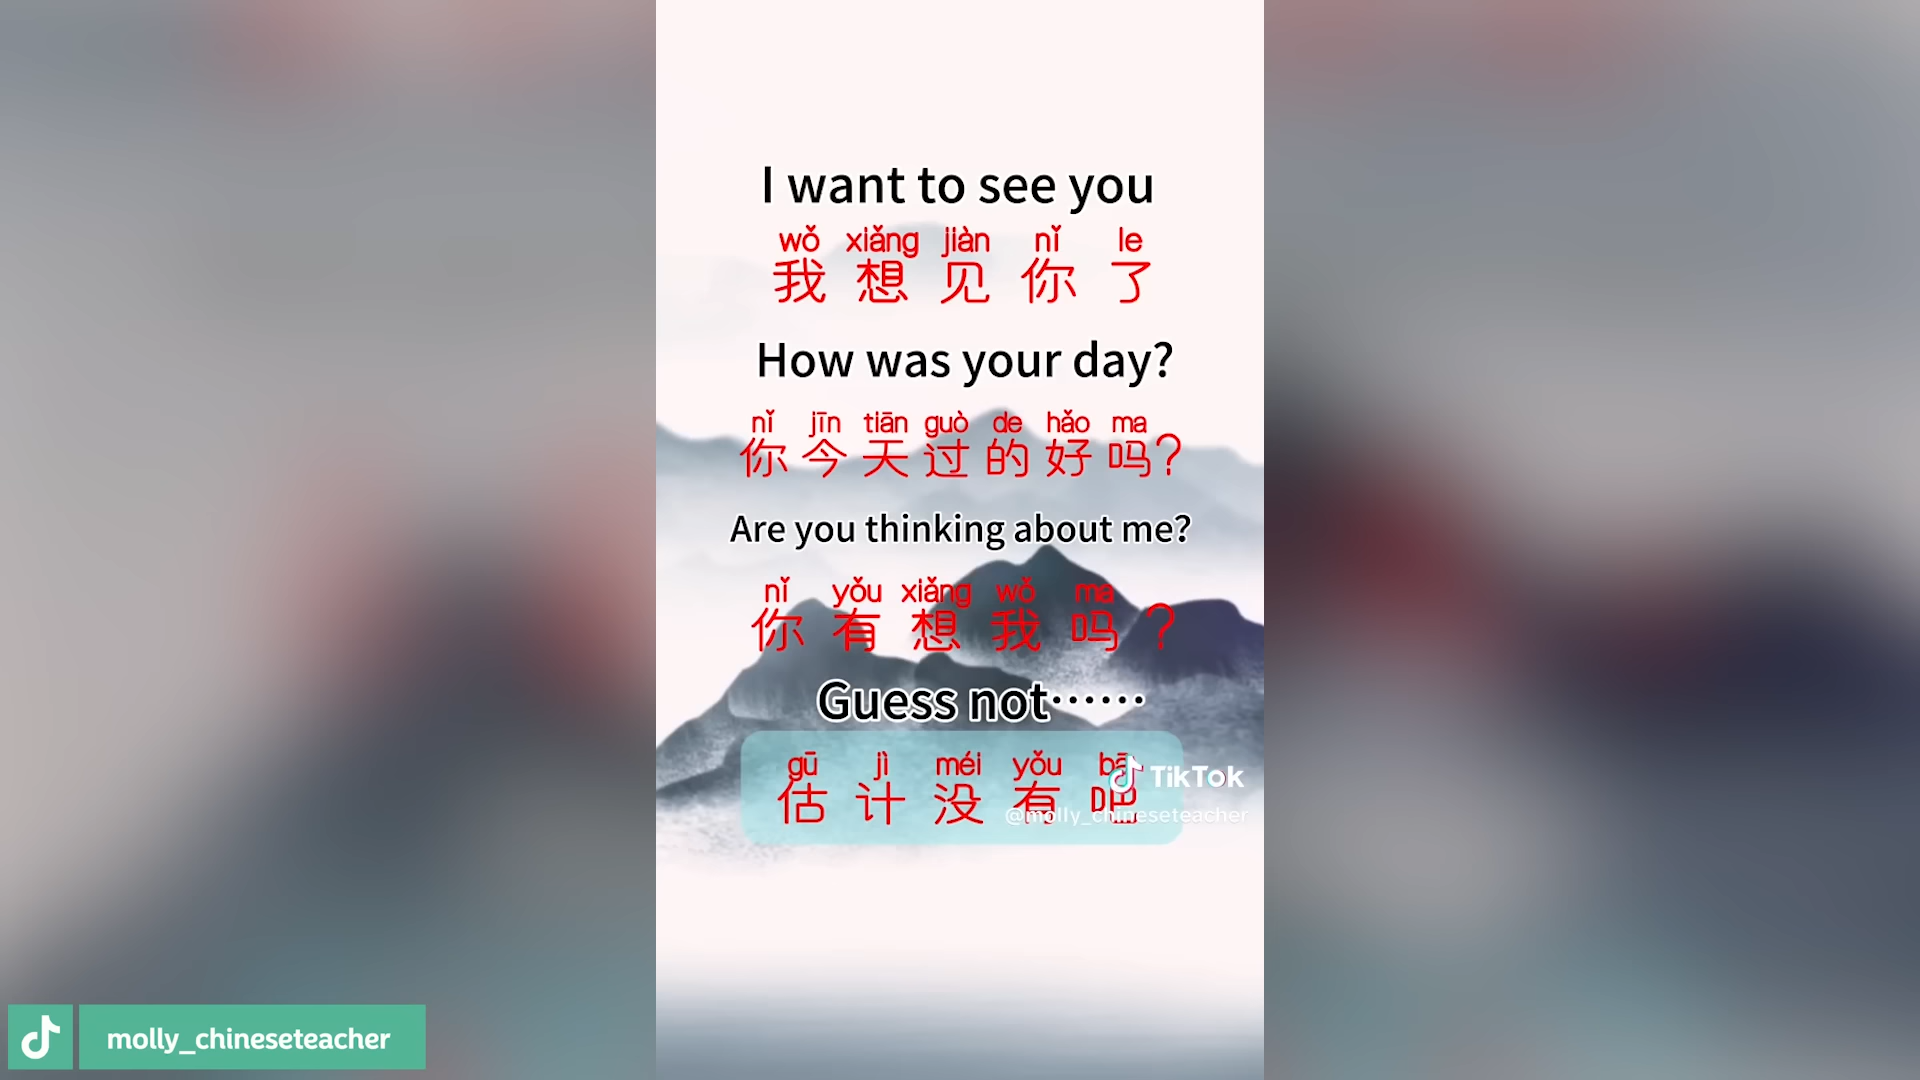 I want to see you
wǒ xiǎng jiàn nǐ le
我想见你了
How was your day?
nǐ jīn tiān guò de hǎo ma
你今天过的好吗？
Are you thinking about me?
nǐ yǒu xiǎng wǒ ma
你有想我吗？
Guess not……
gū jì méi yǒu bā
估计没有吧
TikTok
@molly_chineseteacher
molly_chineseteacher